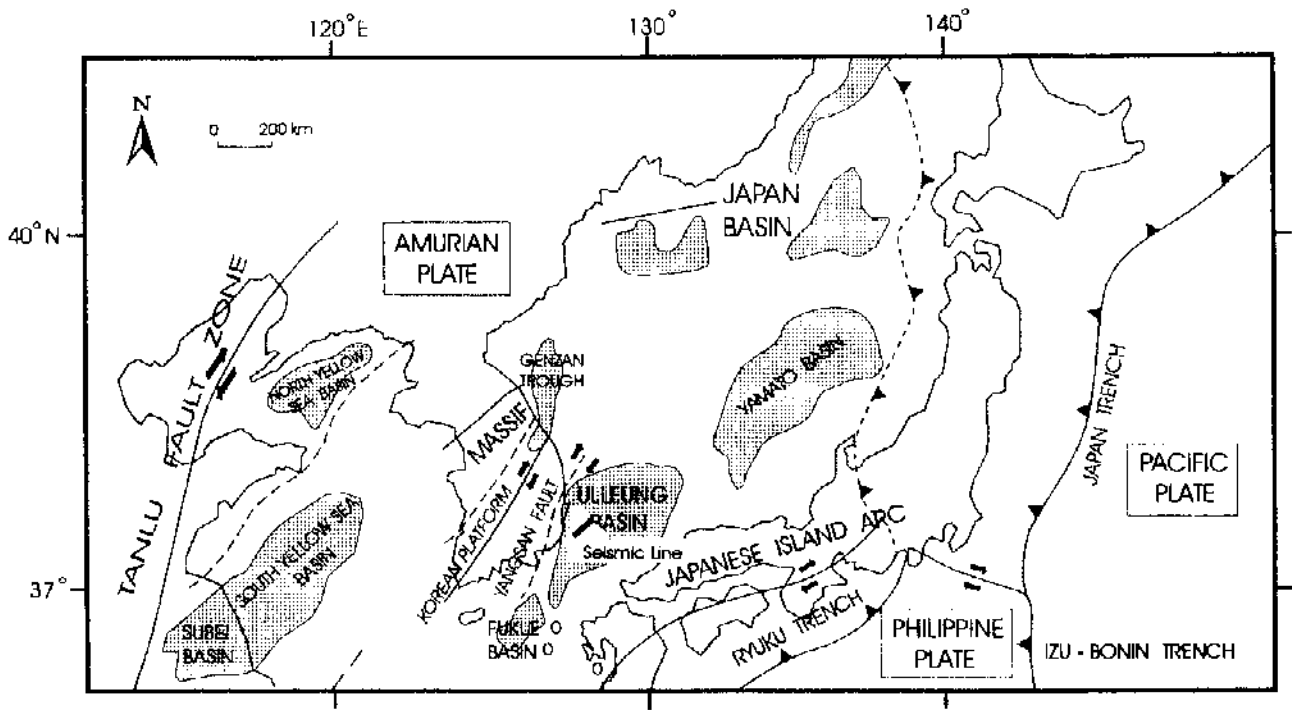 120°E
130°
140°
N
0 200 km
40°N
37°
AMURIAN
PLATE
JAPAN
BASIN
TANLU FAULT ZONE
NORTH YELLOW
SEA BASIN
GENZAN
TROUGH
MASSIF
KOREAN PLATFORM
YANGSAN FAULT
ULLEUNG
BASIN
Seismic Line
YAMATO BASIN
JAPAN TRENCH
PACIFIC
PLATE
SOUTH YELLOW SEA
BASIN
SUBEI
BASIN
FUKUE
BASIN
JAPANESE ISLAND ARC
RYUKU TRENCH
PHILIPPINE
PLATE
IZU - BONIN TRENCH